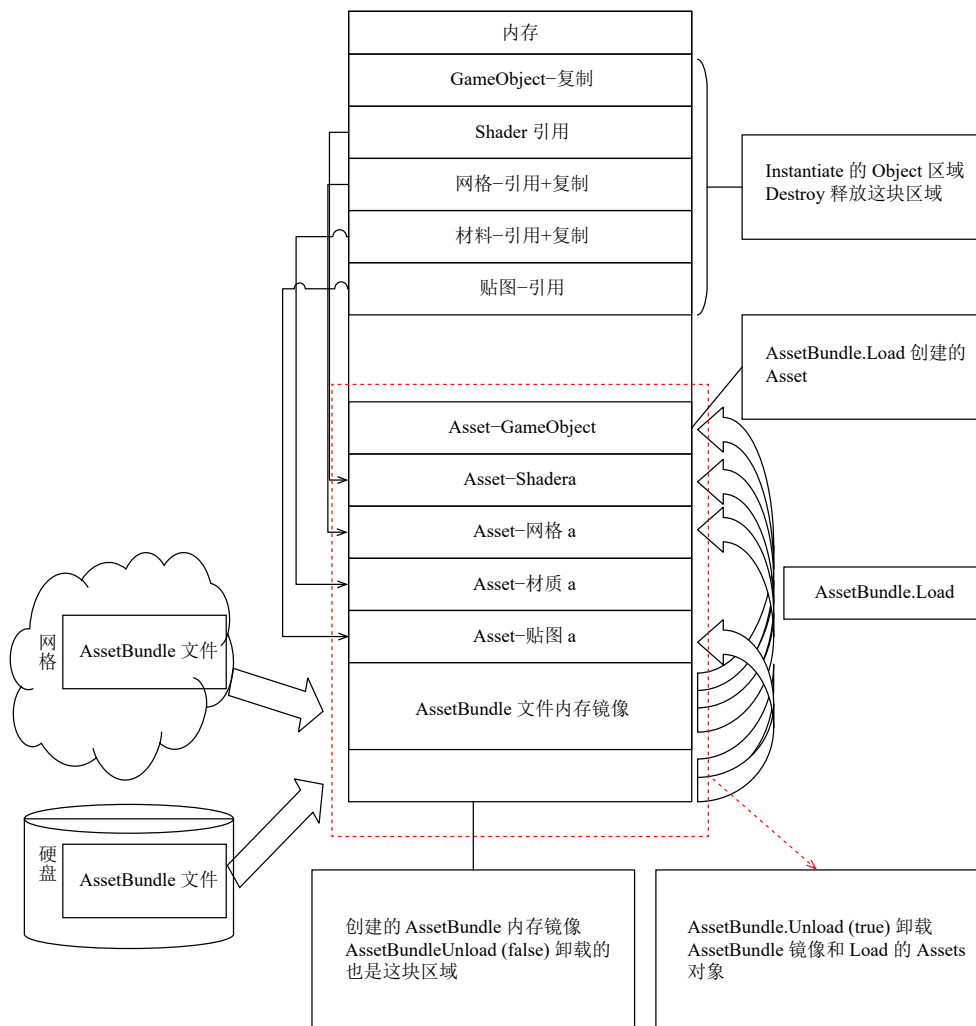 内存
GameObject−复制
Shader 引用
网格−引用+复制
材料−引用+复制
贴图−引用
Instantiate 的 Object 区域
Destroy 释放这块区域
AssetBundle.Load 创建的
Asset
Asset−GameObject
Asset−Shadera
Asset−网格 a
Asset−材质 a
Asset−贴图 a
AssetBundle 文件内存镜像
AssetBundle.Load
网格
AssetBundle 文件
硬盘
AssetBundle 文件
创建的 AssetBundle 内存镜像
AssetBundleUnload (false) 卸载的
也是这块区域
AssetBundle.Unload (true) 卸载
AssetBundle 镜像和 Load 的 Assets
对象